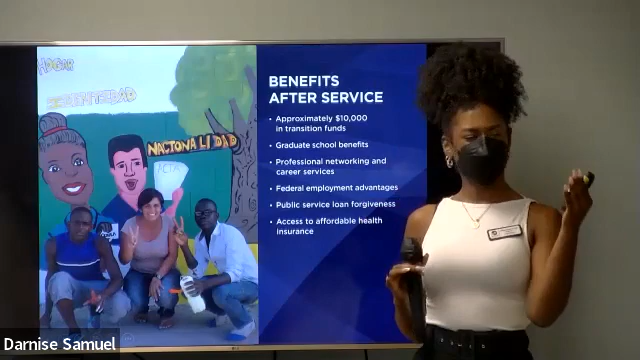 HOGAR
NACIONALIDAD
ACTA
BENEFITS
AFTER SERVICE
• Approximately $10,000
in transition funds
• Graduate school benefits
• Professional networking and
career services
• Federal employment advantages
• Public service loan forgiveness
• Access to affordable health
insurance
Darnise Samuel